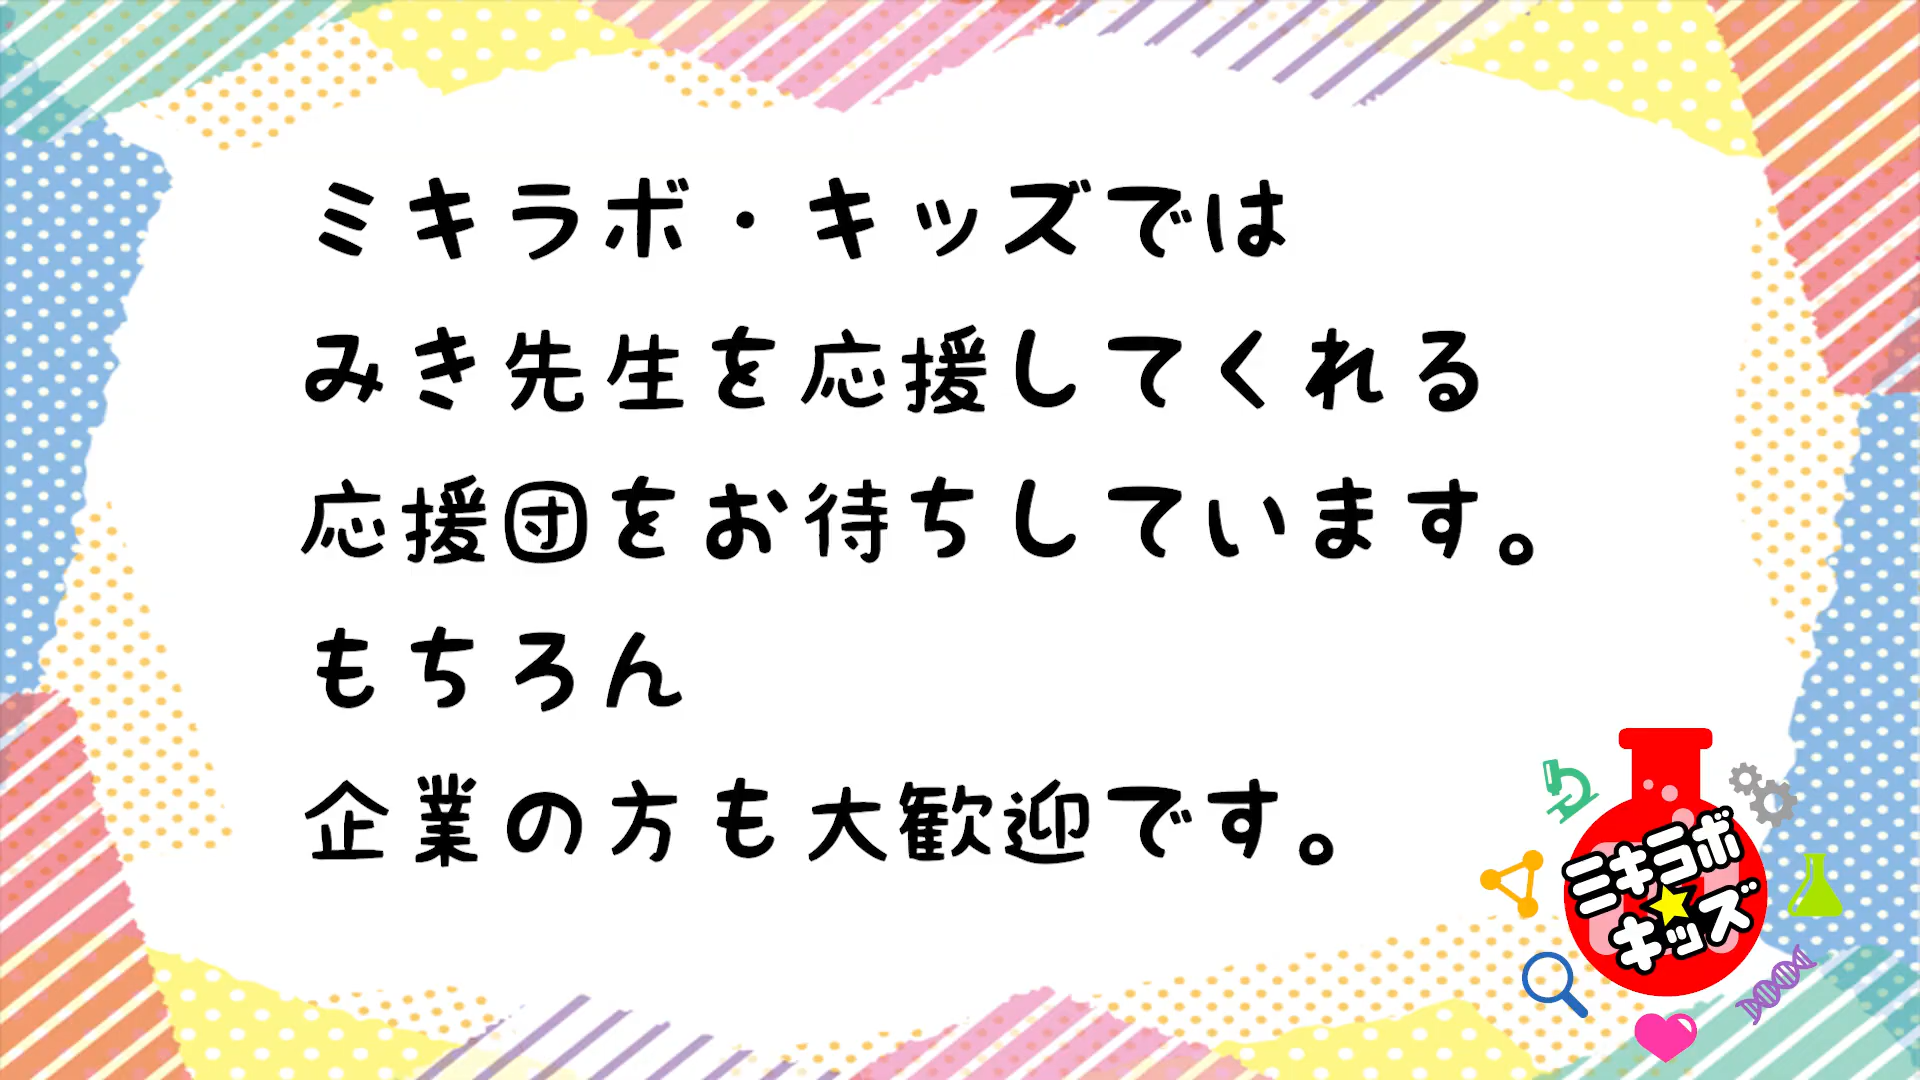 ミキラボ・キッズでは
みき先生を応援してくれる
応援団をお待ちしています。
もちろん
企業の方も大歓迎です。
ミキラボ
キッズ